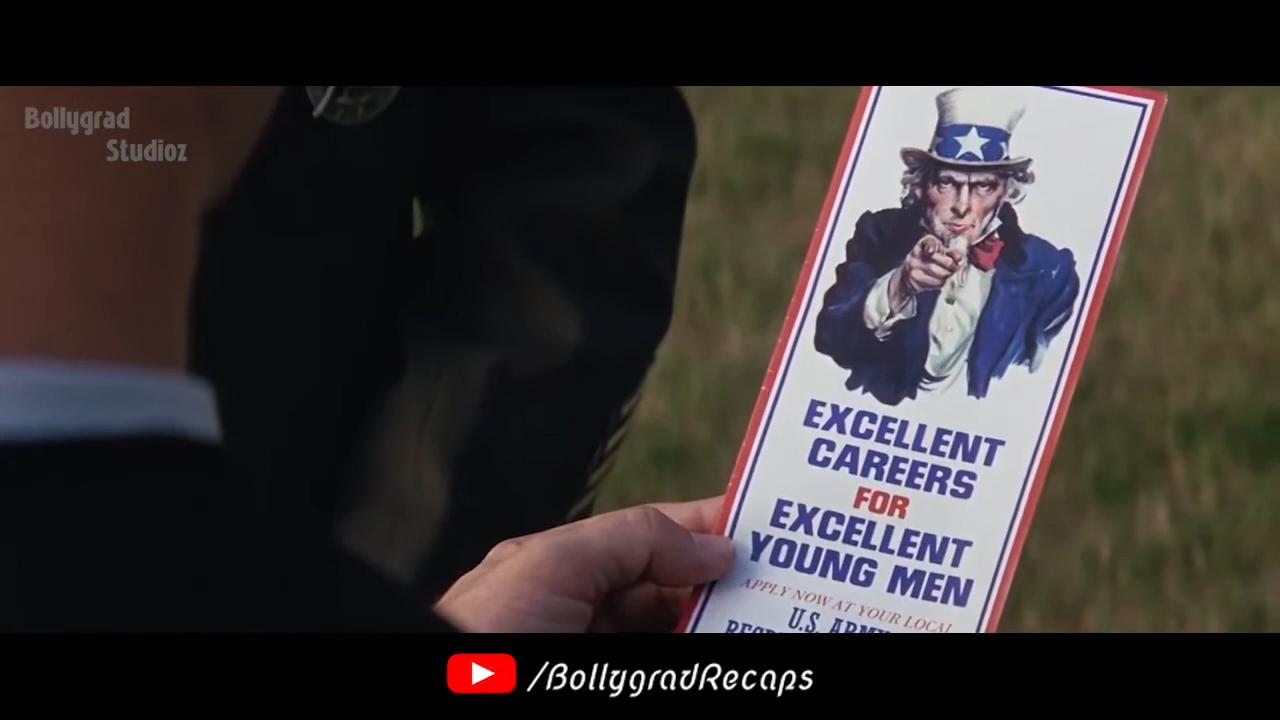 Bollygrad
Studioz
EXCELLENT
CAREERS
FOR
EXCELLENT
YOUNG MEN
APPLY NOW AT YOUR LOCAL
U.S. ARMY
/BollygradRecaps